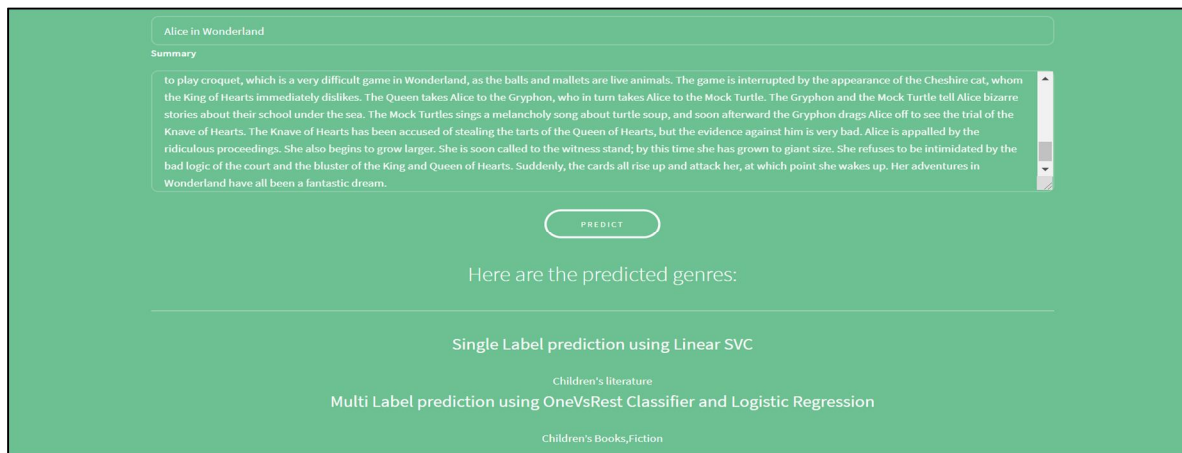 Alice in Wonderland
Summary
to play croquet, which is a very difficult game in Wonderland, as the balls and mallets are live animals. The game is interrupted by the appearance of the Cheshire cat, whom
the King of Hearts immediately dislikes. The Queen takes Alice to the Gryphon, who in turn takes Alice to the Mock Turtle. The Gryphon and the Mock Turtle tell Alice bizarre
stories about their school under the sea. The Mock Turtles sings a melancholy song about turtle soup, and soon afterward the Gryphon drags Alice off to see the trial of the
Knave of Hearts. The Knave of Hearts has been accused of stealing the tarts of the Queen of Hearts, but the evidence against him is very bad. Alice is appalled by the
ridiculous proceedings. She also begins to grow larger. She is soon called to the witness stand; by this time she has grown to giant size. She refuses to be intimidated by the
bad logic of the court and the bluster of the King and Queen of Hearts. Suddenly, the cards all rise up and attack her, at which point she wakes up. Her adventures in
Wonderland have all been a fantastic dream.
PREDICT
Here are the predicted genres:
Single Label prediction using Linear SVC
Children's literature
Multi Label prediction using OneVsRest Classifier and Logistic Regression
Children's Books,Fiction